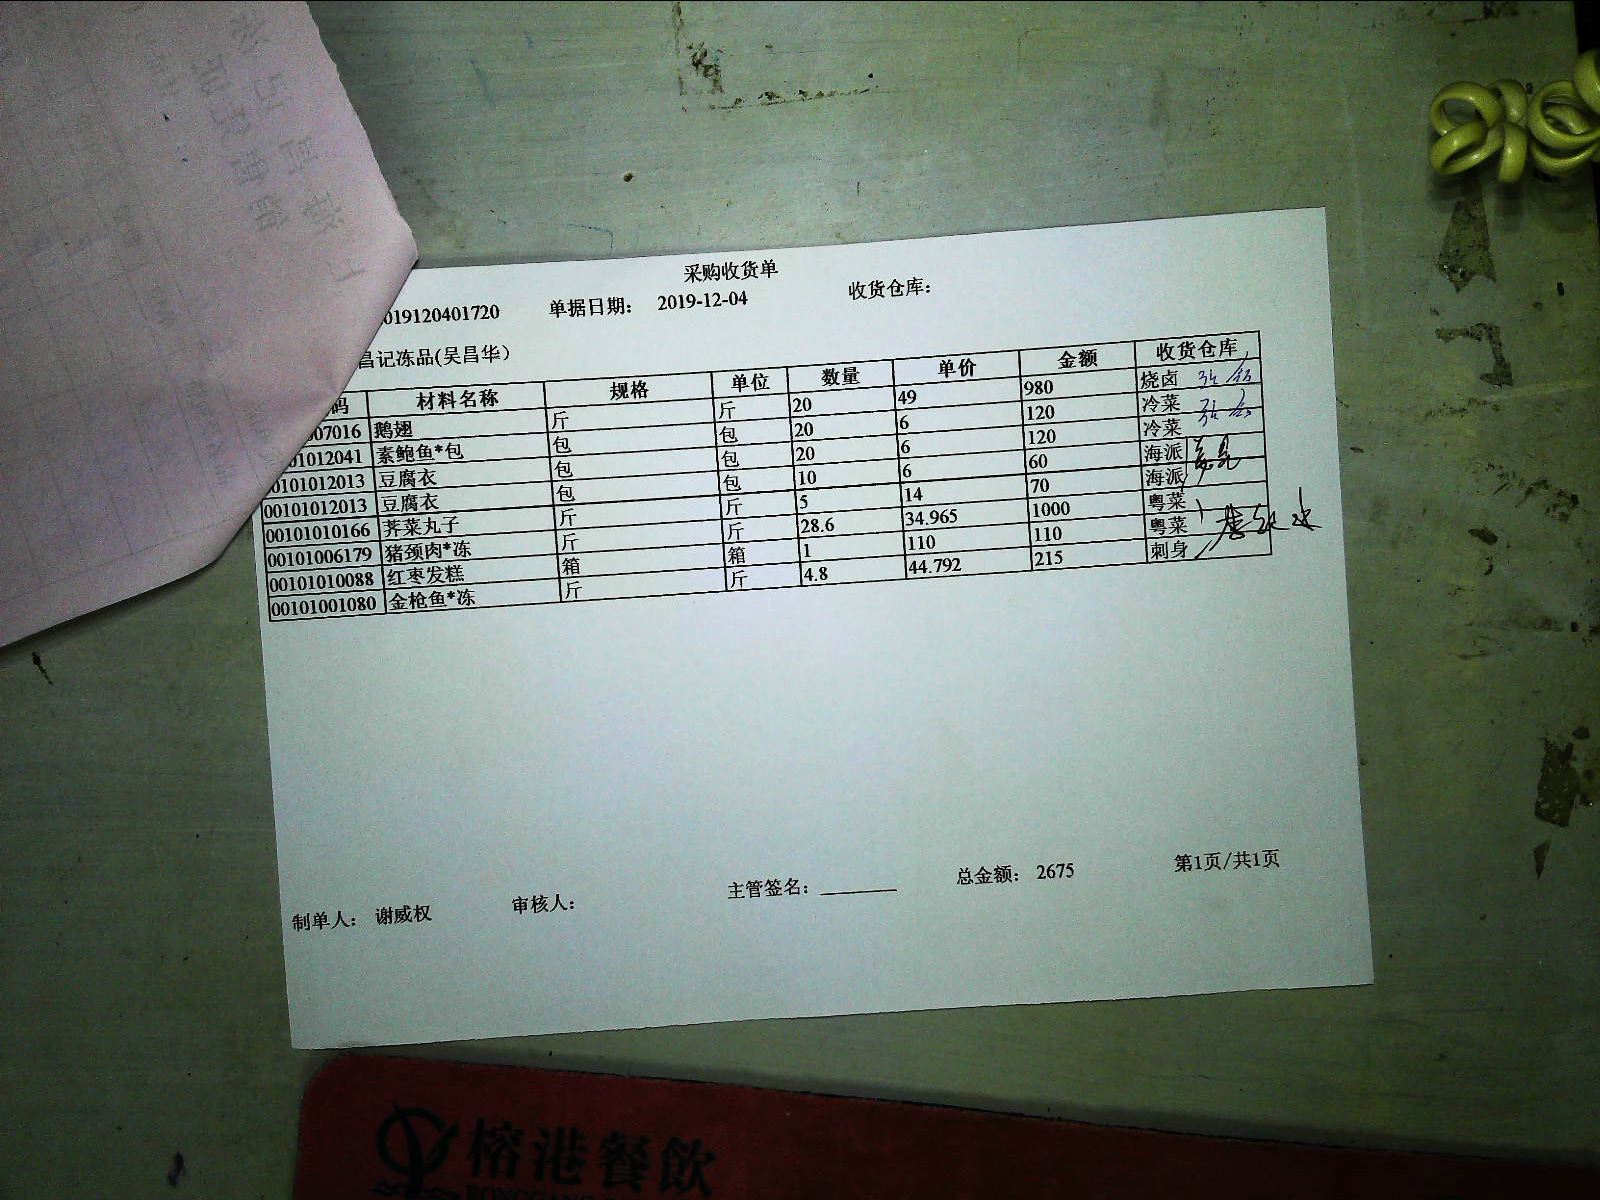 采购收货单
019120401720 单据日期： 2019-12-04 收货仓库：
昌记冻品(吴昌华）
码 材料名称 规格 单位 数量 单价 金额 收货仓库
07016 鹅翅 斤 斤 20 49 980 烧卤
01012041 素鲍鱼*包 包 包 20 6 120 冷菜
00101012013 豆腐衣 包 包 20 6 120 冷菜
00101012013 豆腐衣 包 包 10 6 60 海派
00101010166 荠菜丸子 斤 斤 5 14 70 海派
00101006179 猪颈肉*冻 斤 斤 28.6 34.965 1000 粤菜
00101010088 红枣发糕 箱 箱 1 110 110 粤菜
00101001080 金枪鱼*冻 斤 斤 4.8 44.792 215 刺身
制单人： 谢威权 审核人： 主管签名： 总金额： 2675 第1页/共1页
榕港餐飲